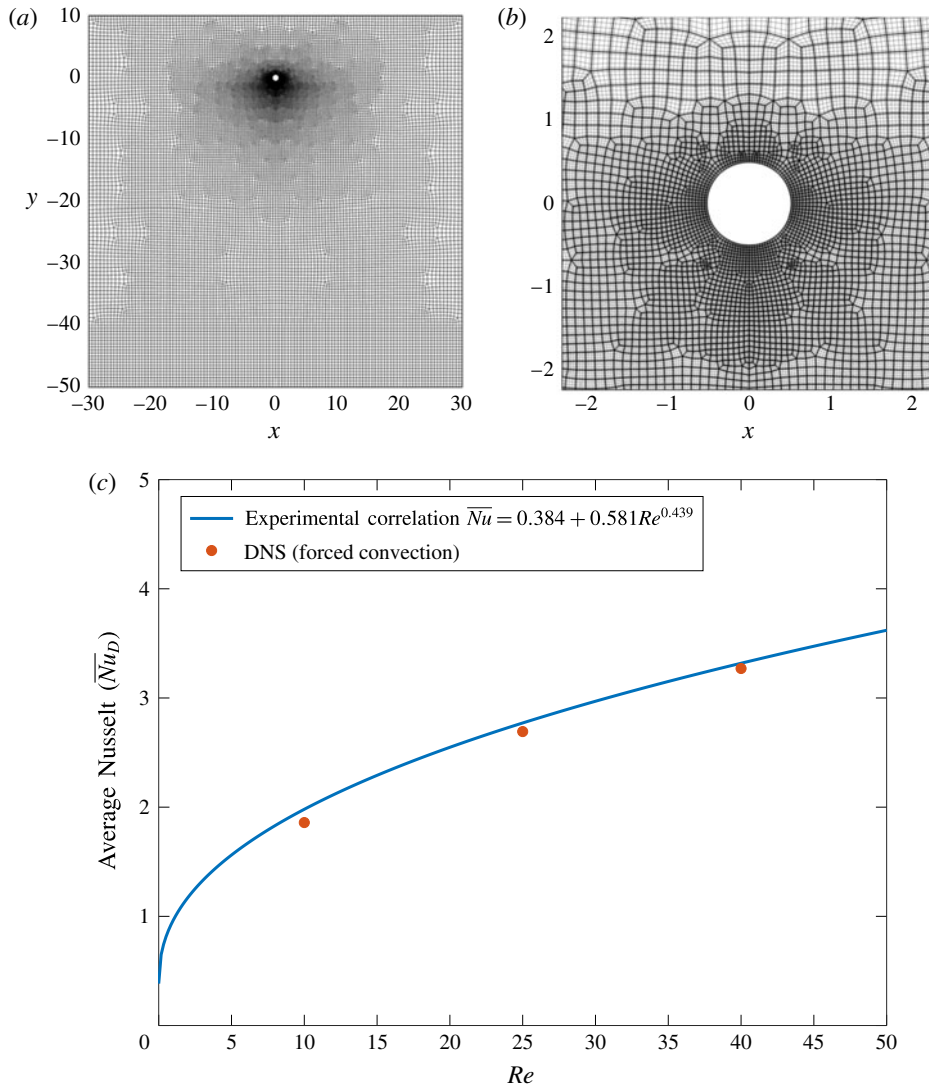 (a)
10
0
–10
–20
–30
–40
–50
y
–30 –20 –10 0 10 20 30
x
(b)
2
1
0
–1
–2
–2 –1 0 1 2
x
(c)
5
4
3
2
1
0 5 10 15 20 25 30 35 40 45 50
Average Nusselt (N̅u̅_D)
Re
Experimental correlation N̅u̅ = 0.384 + 0.581Re^0.439
DNS (forced convection)